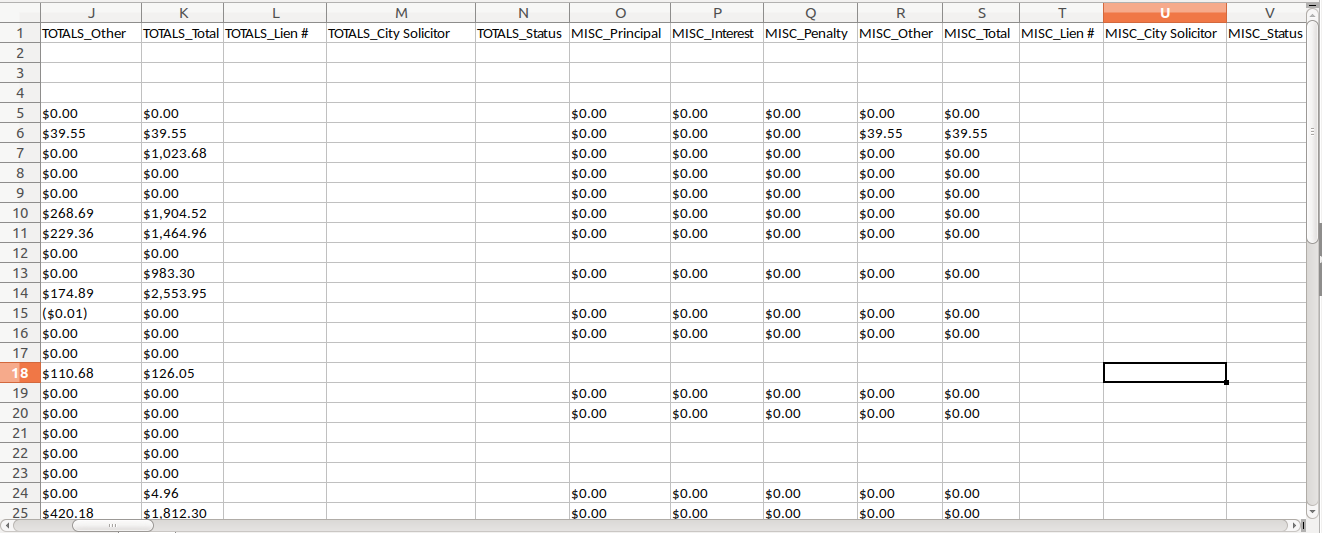 J K L M N O P Q R S T U V
1 TOTALS_Other TOTALS_Total TOTALS_Lien # TOTALS_City Solicitor TOTALS_Status MISC_Principal MISC_Interest MISC_Penalty MISC_Other MISC_Total MISC_Lien # MISC_City Solicitor MISC_Status
2
3
4
5 $0.00 $0.00 $0.00 $0.00 $0.00 $0.00 $0.00
6 $39.55 $39.55 $0.00 $0.00 $0.00 $39.55 $39.55
7 $0.00 $1,023.68 $0.00 $0.00 $0.00 $0.00 $0.00
8 $0.00 $0.00 $0.00 $0.00 $0.00 $0.00 $0.00
9 $0.00 $0.00 $0.00 $0.00 $0.00 $0.00 $0.00
10 $268.69 $1,904.52 $0.00 $0.00 $0.00 $0.00 $0.00
11 $229.36 $1,464.96 $0.00 $0.00 $0.00 $0.00 $0.00
12 $0.00 $0.00
13 $0.00 $983.30 $0.00 $0.00 $0.00 $0.00 $0.00
14 $174.89 $2,553.95
15 ($0.01) $0.00 $0.00 $0.00 $0.00 $0.00 $0.00
16 $0.00 $0.00 $0.00 $0.00 $0.00 $0.00 $0.00
17 $0.00 $0.00
18 $110.68 $126.05
19 $0.00 $0.00 $0.00 $0.00 $0.00 $0.00 $0.00
20 $0.00 $0.00 $0.00 $0.00 $0.00 $0.00 $0.00
21 $0.00 $0.00
22 $0.00 $0.00
23 $0.00 $0.00
24 $0.00 $4.96 $0.00 $0.00 $0.00 $0.00 $0.00
25 $420.18 $1,812.30 $0.00 $0.00 $0.00 $0.00 $0.00